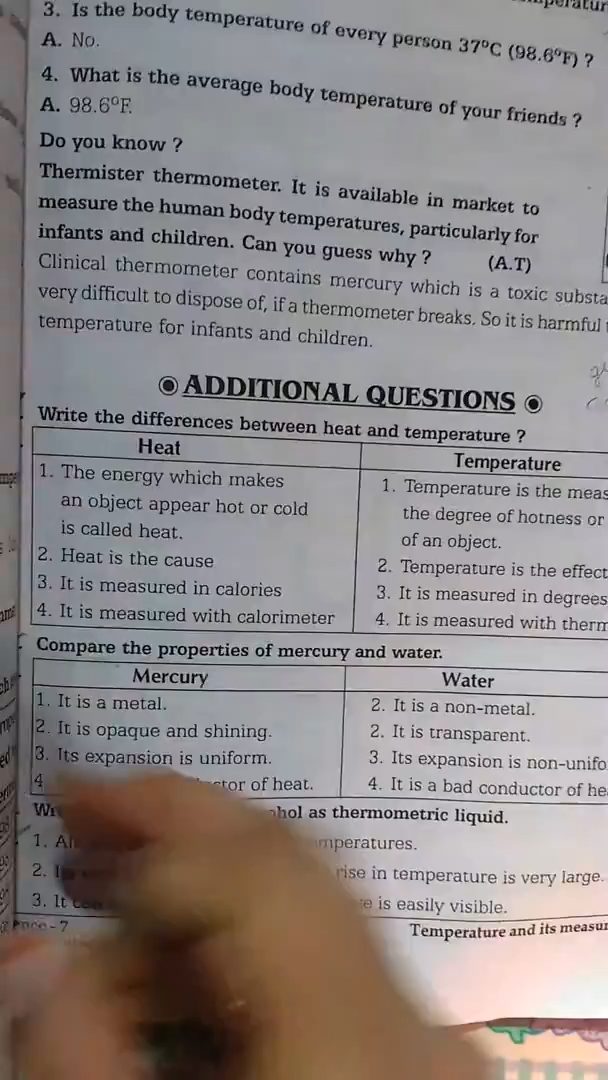 3. Is the body temperature of every person 37°C (98.6°F) ?
A. No.
4. What is the average body temperature of your friends ?
A. 98.6°F.
Do you know ?
Thermister thermometer. It is available in market to
measure the human body temperatures, particularly for
infants and children. Can you guess why ? (A.T)
Clinical thermometer contains mercury which is a toxic substa
very difficult to dispose of, if a thermometer breaks. So it is harmful
temperature for infants and children.
ADDITIONAL QUESTIONS
Write the differences between heat and temperature ?
Heat
Temperature
1. The energy which makes
an object appear hot or cold
is called heat.
2. Heat is the cause
3. It is measured in calories
4. It is measured with calorimeter
1. Temperature is the meas
the degree of hotness or
of an object.
2. Temperature is the effect
3. It is measured in degrees
4. It is measured with therm
Compare the properties of mercury and water.
Mercury
Water
1. It is a metal.
2. It is opaque and shining.
3. Its expansion is uniform.
4 ctor of heat.
2. It is a non-metal.
2. It is transparent.
3. Its expansion is non-unifo
4. It is a bad conductor of he
hol as thermometric liquid.
1. mperatures.
2. rise in temperature is very large.
3. It is easily visible.
- 7
Temperature and its measur